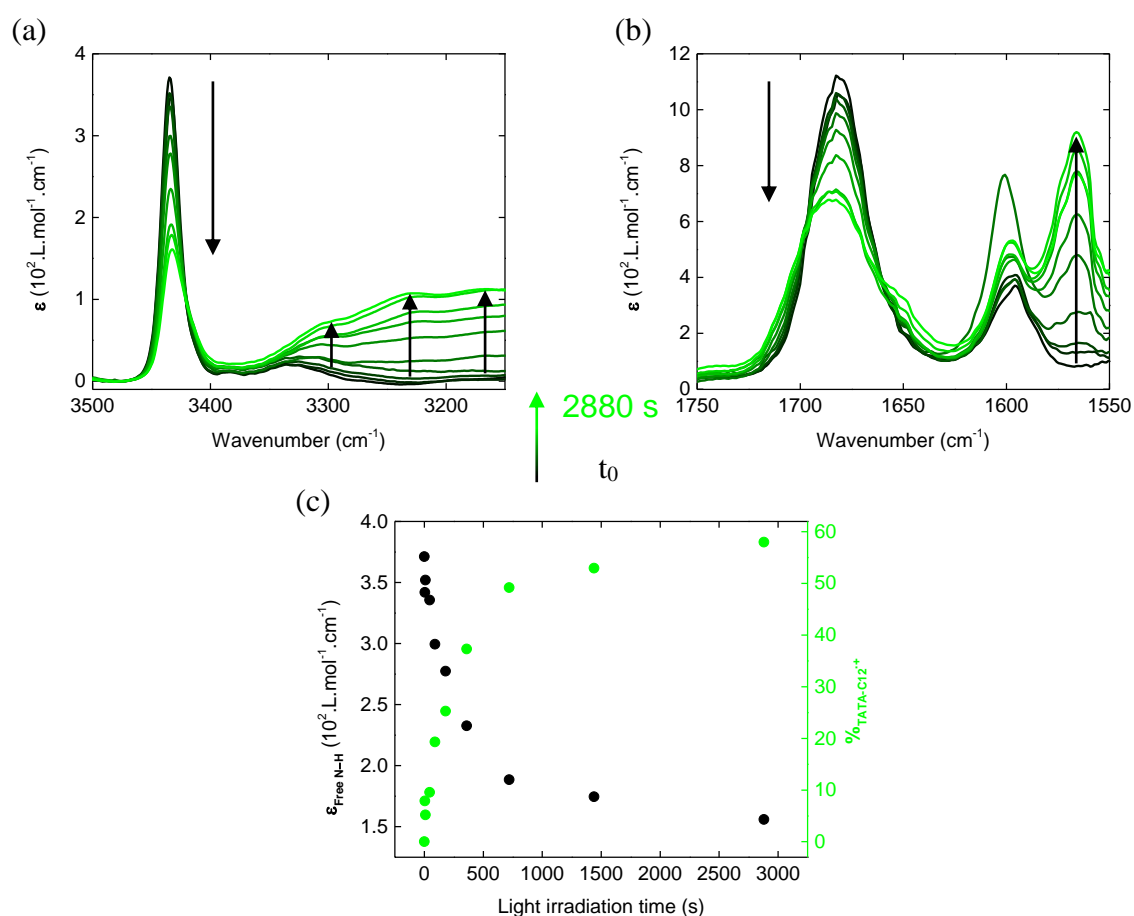 (a)
ε (10².L.mol⁻¹.cm⁻¹)
4
3
2
1
0
3500 3400 3300 3200
Wavenumber (cm⁻¹)
(b)
ε (10².L.mol⁻¹.cm⁻¹)
12
10
8
6
4
2
0
1750 1700 1650 1600 1550
Wavenumber (cm⁻¹)
2880 s
t₀
(c)
ε Free N–H (10².L.mol⁻¹.cm⁻¹)
4.0
3.5
3.0
2.5
2.0
1.5
0 500 1000 1500 2000 2500 3000
Light irradiation time (s)
60
50
40
30
20
10
0
%TATA-C12·+